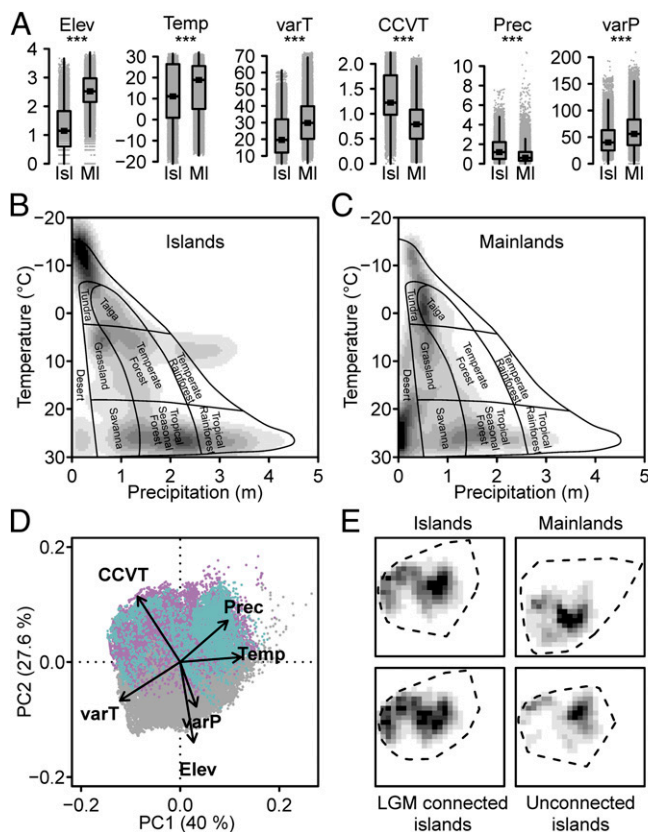 A
Elev Temp varT CCVT Prec varP
*** *** *** *** *** ***
4 30 70 2.0 10 200
3 20 60 1.5 8 150
2 10 50 1.0 6 100
1 0 40 0.5 4 50
0 −10 30 0.0 2 0
−20 20 0
10
Isl Ml Isl Ml Isl Ml Isl Ml Isl Ml Isl Ml
B
Islands
−20
−10
0
10
20
30
Temperature (°C)
Tundra
Taiga
Desert
Grassland
Temperate Forest
Temperate Rainforest
Savanna
Tropical Seasonal Forest
Tropical Rainforest
0 1 2 3 4 5
Precipitation (m)
C
Mainlands
−20
−10
0
10
20
30
Temperature (°C)
Tundra
Taiga
Desert
Grassland
Temperate Forest
Temperate Rainforest
Savanna
Tropical Seasonal Forest
Tropical Rainforest
0 1 2 3 4 5
Precipitation (m)
D
0.2
0.0
−0.2
PC2 (27.6 %)
CCVT
Prec
Temp
varT
varP
Elev
0.0 0.2
PC1 (40 %)
E
Islands Mainlands
LGM connected Unconnected
islands islands